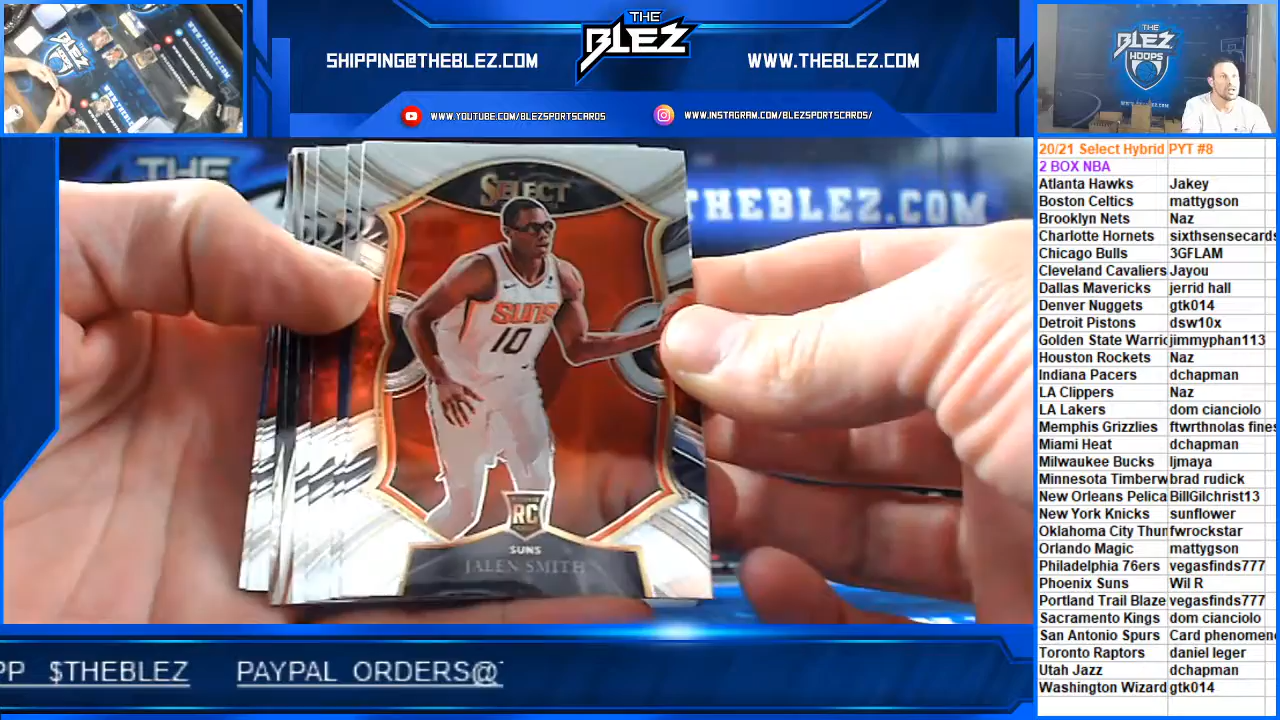 SHIPPING@THEBLEZ.COM
THE
BLEZ
WWW.THEBLEZ.COM
WWW.YOUTUBE.COM/BLEZSPORTSCARDS
WWW.INSTAGRAM.COM/BLEZSPORTSCARDS/
THE
BLEZ
HOOPS
THE
THEBLEZ.COM
SELECT
SUNS
10
RC
SUNS
JALEN SMITH
20/21 Select Hybrid PYT #8
2 BOX NBA
Atlanta Hawks Jakey
Boston Celtics mattygson
Brooklyn Nets Naz
Charlotte Hornets sixthsensecards
Chicago Bulls 3GFLAM
Cleveland Cavaliers Jayou
Dallas Mavericks jerrid hall
Denver Nuggets gtk014
Detroit Pistons dsw10x
Golden State Warric jimmyphan113
Houston Rockets Naz
Indiana Pacers dchapman
LA Clippers Naz
LA Lakers dom cianciolo
Memphis Grizzlies ftwrthnolas fines
Miami Heat dchapman
Milwaukee Bucks ljmaya
Minnesota Timberw brad rudick
New Orleans Pelica BillGilchrist13
New York Knicks sunflower
Oklahoma City Thun fwrockstar
Orlando Magic mattygson
Philadelphia 76ers vegasfinds777
Phoenix Suns Wil R
Portland Trail Blaze vegasfinds777
Sacramento Kings dom cianciolo
San Antonio Spurs Card phenomen
Toronto Raptors daniel leger
Utah Jazz dchapman
Washington Wizard gtk014
PP $THEBLEZ PAYPAL ORDERS@